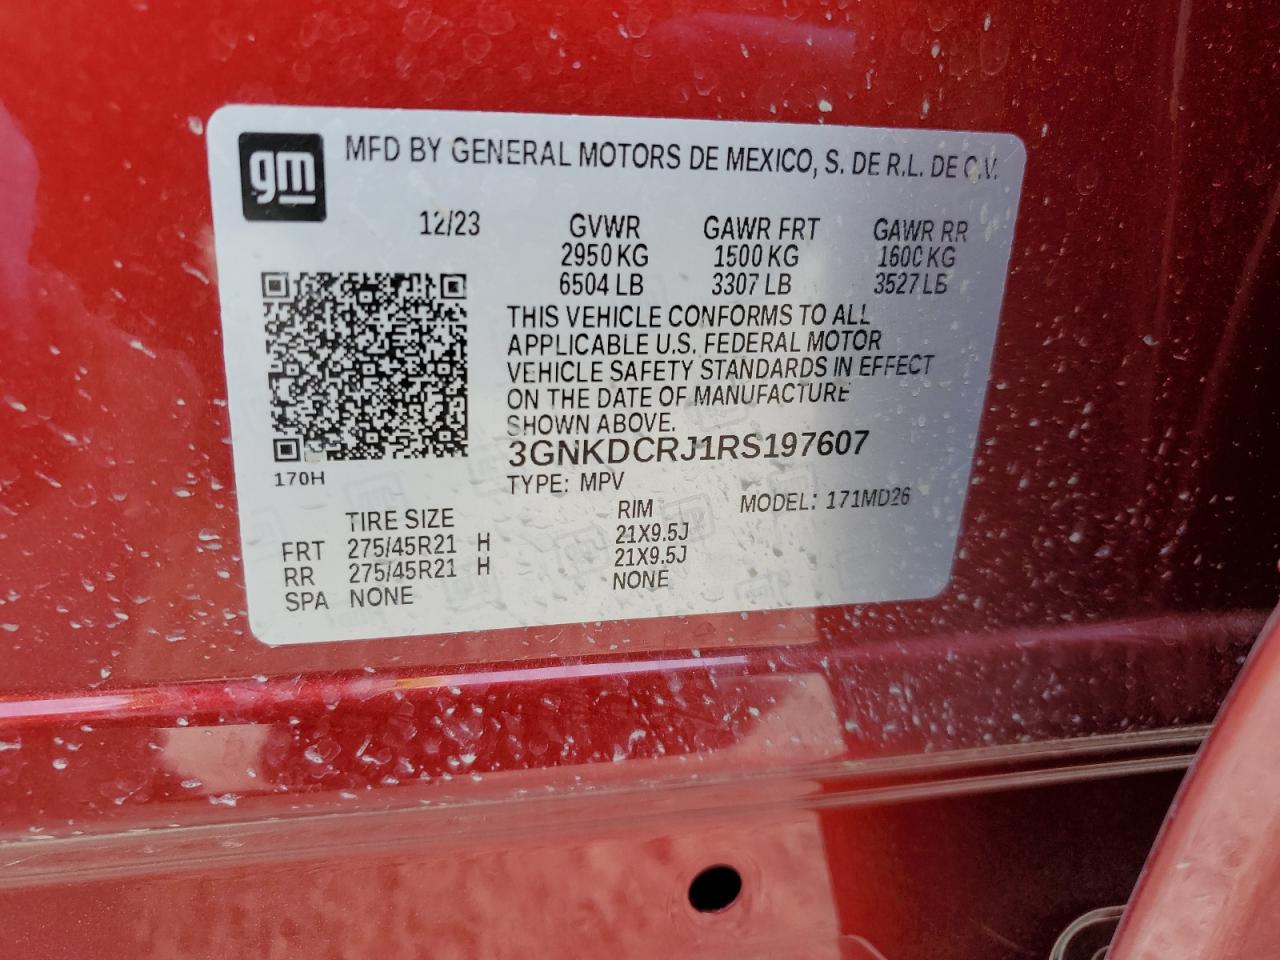 gm
MFD BY GENERAL MOTORS DE MEXICO, S. DE R.L. DE C.V.
12/23 GVWR GAWR FRT GAWR RR
2950 KG 1500 KG 1600 KG
6504 LB 3307 LB 3527 LB
THIS VEHICLE CONFORMS TO ALL
APPLICABLE U.S. FEDERAL MOTOR
VEHICLE SAFETY STANDARDS IN EFFECT
ON THE DATE OF MANUFACTURE
SHOWN ABOVE.
3GNKDCRJ1RS197607
170H
TYPE: MPV MODEL: 171MD26
TIRE SIZE RIM
FRT 275/45R21 H 21X9.5J
RR 275/45R21 H 21X9.5J
SPA NONE NONE